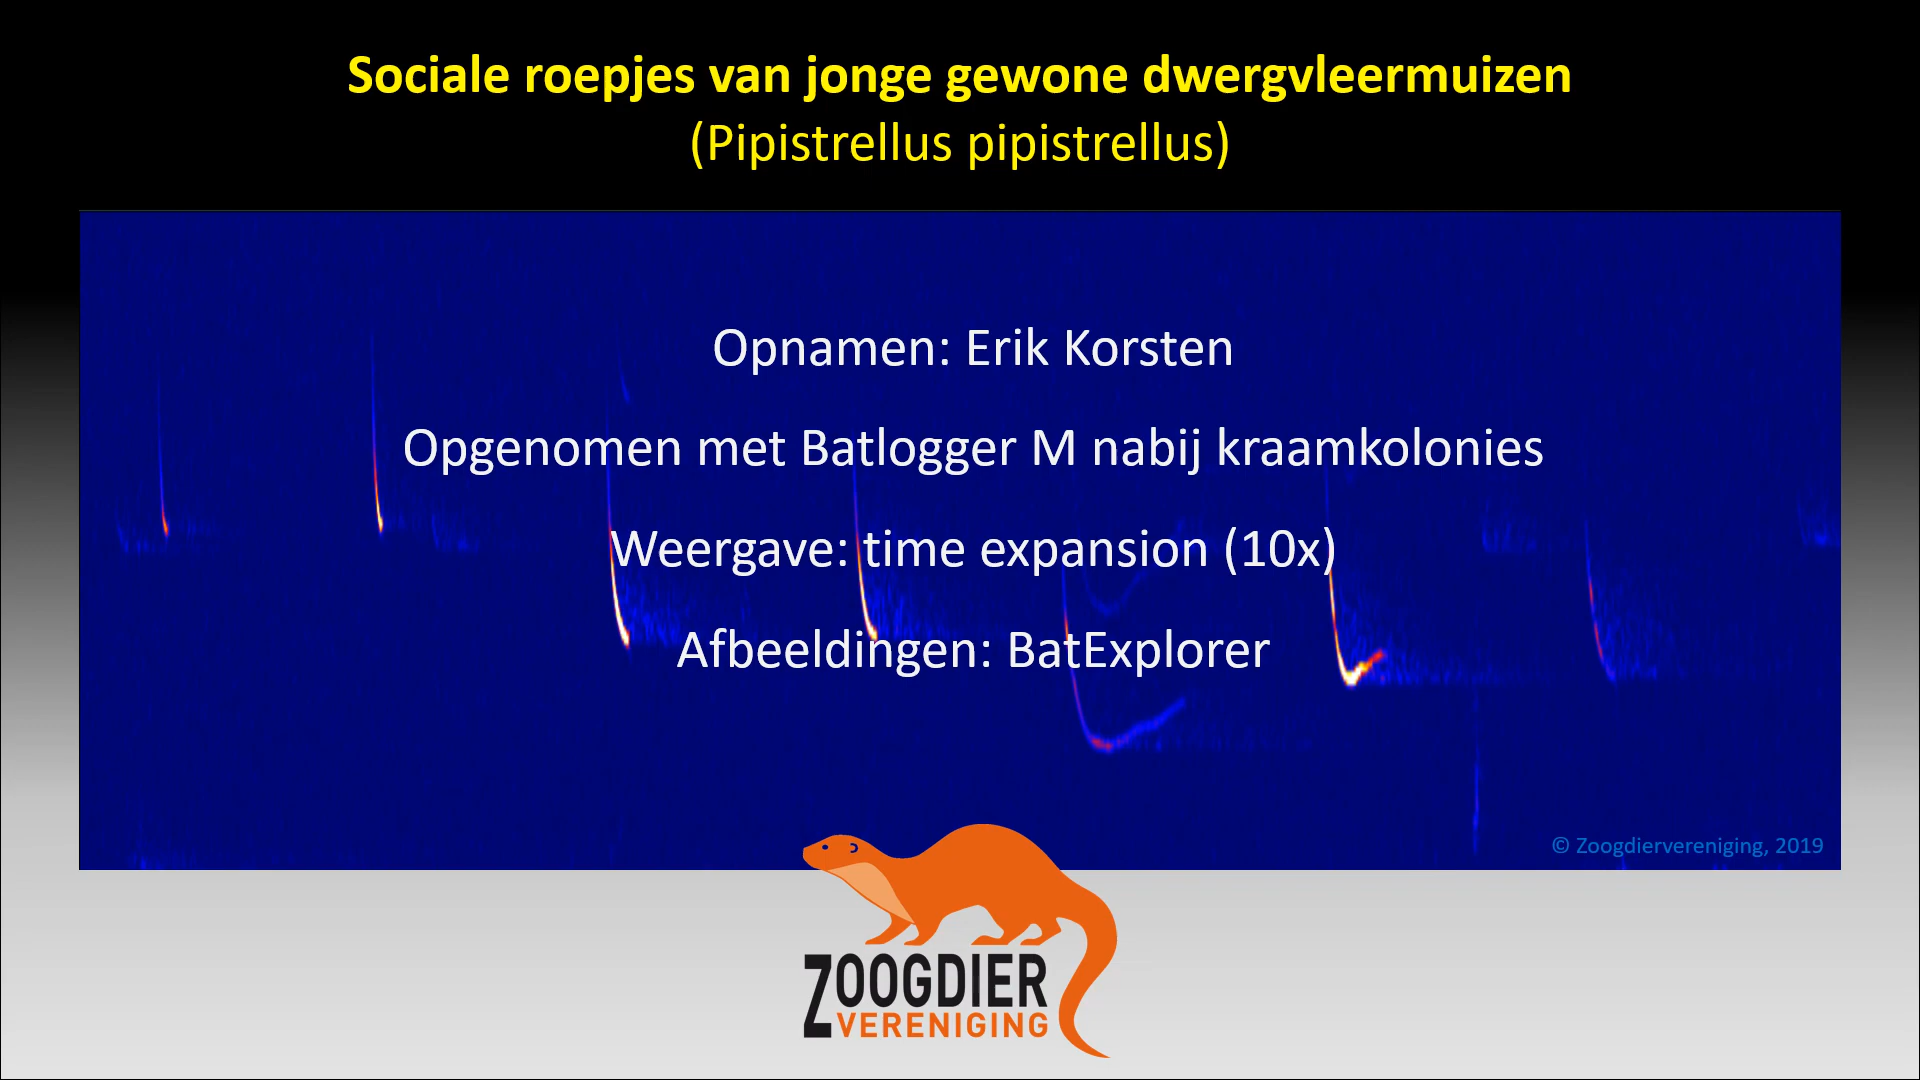 Sociale roepjes van jonge gewone dwergvleermuizen
(Pipistrellus pipistrellus)
Opnamen: Erik Korsten
Opgenomen met Batlogger M nabij kraamkolonies
Weergave: time expansion (10x)
Afbeeldingen: BatExplorer
© Zoogdiervereniging, 2019
ZOOGDIER
VERENIGING